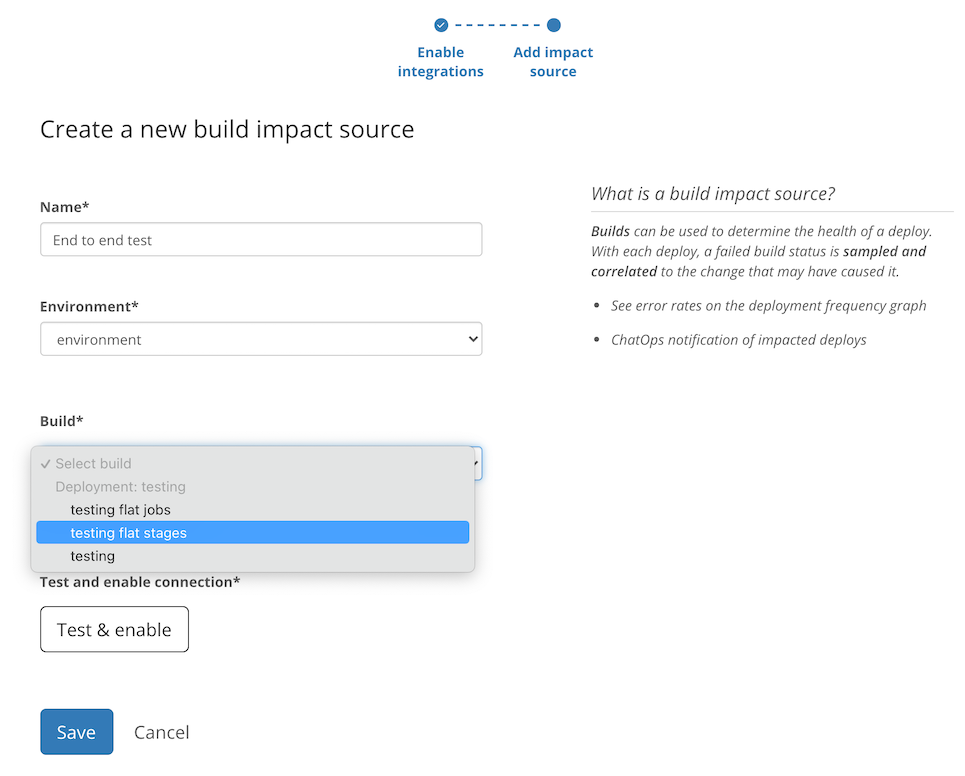 Enable
integrations
Add impact
source
Create a new build impact source
Name*
End to end test
Environment*
environment
Build*
✓ Select build
Deployment: testing
testing flat jobs
testing flat stages
testing
Test and enable connection*
Test & enable
Save
Cancel
What is a build impact source?
Builds can be used to determine the health of a deploy.
With each deploy, a failed build status is sampled and
correlated to the change that may have caused it.
• See error rates on the deployment frequency graph
• ChatOps notification of impacted deploys